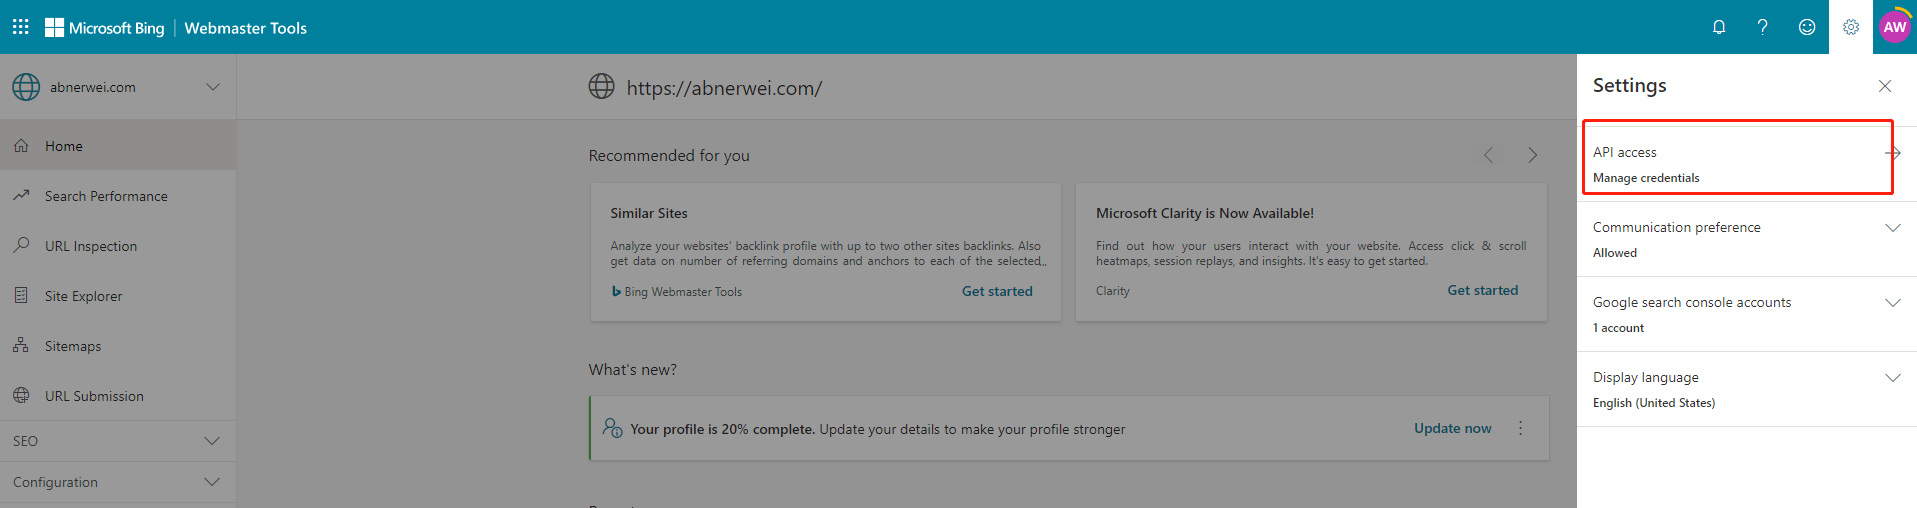 Microsoft Bing | Webmaster Tools
AW
abnerwei.com
https://abnerwei.com/
Settings
Home
Search Performance
URL Inspection
Site Explorer
Sitemaps
URL Submission
SEO
Configuration
Recommended for you
Similar Sites
Analyze your websites' backlink profile with up to two other sites backlinks. Also
get data on number of referring domains and anchors to each of the selected...
Bing Webmaster Tools
Get started
Microsoft Clarity is Now Available!
Find out how your users interact with your website. Access click & scroll
heatmaps, session replays, and insights. It's easy to get started.
Clarity
Get started
What's new?
Your profile is 20% complete. Update your details to make your profile stronger
Update now
API access
Manage credentials
Communication preference
Allowed
Google search console accounts
1 account
Display language
English (United States)